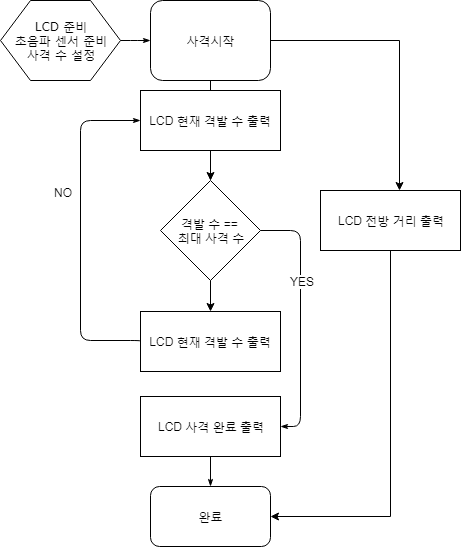 LCD 준비
초음파 센서 준비
사격 수 설정
사격시작
LCD 현재 격발 수 출력
NO
격발 수 ==
최대 사격 수
LCD 전방 거리 출력
YES
LCD 현재 격발 수 출력
LCD 사격 완료 출력
완료